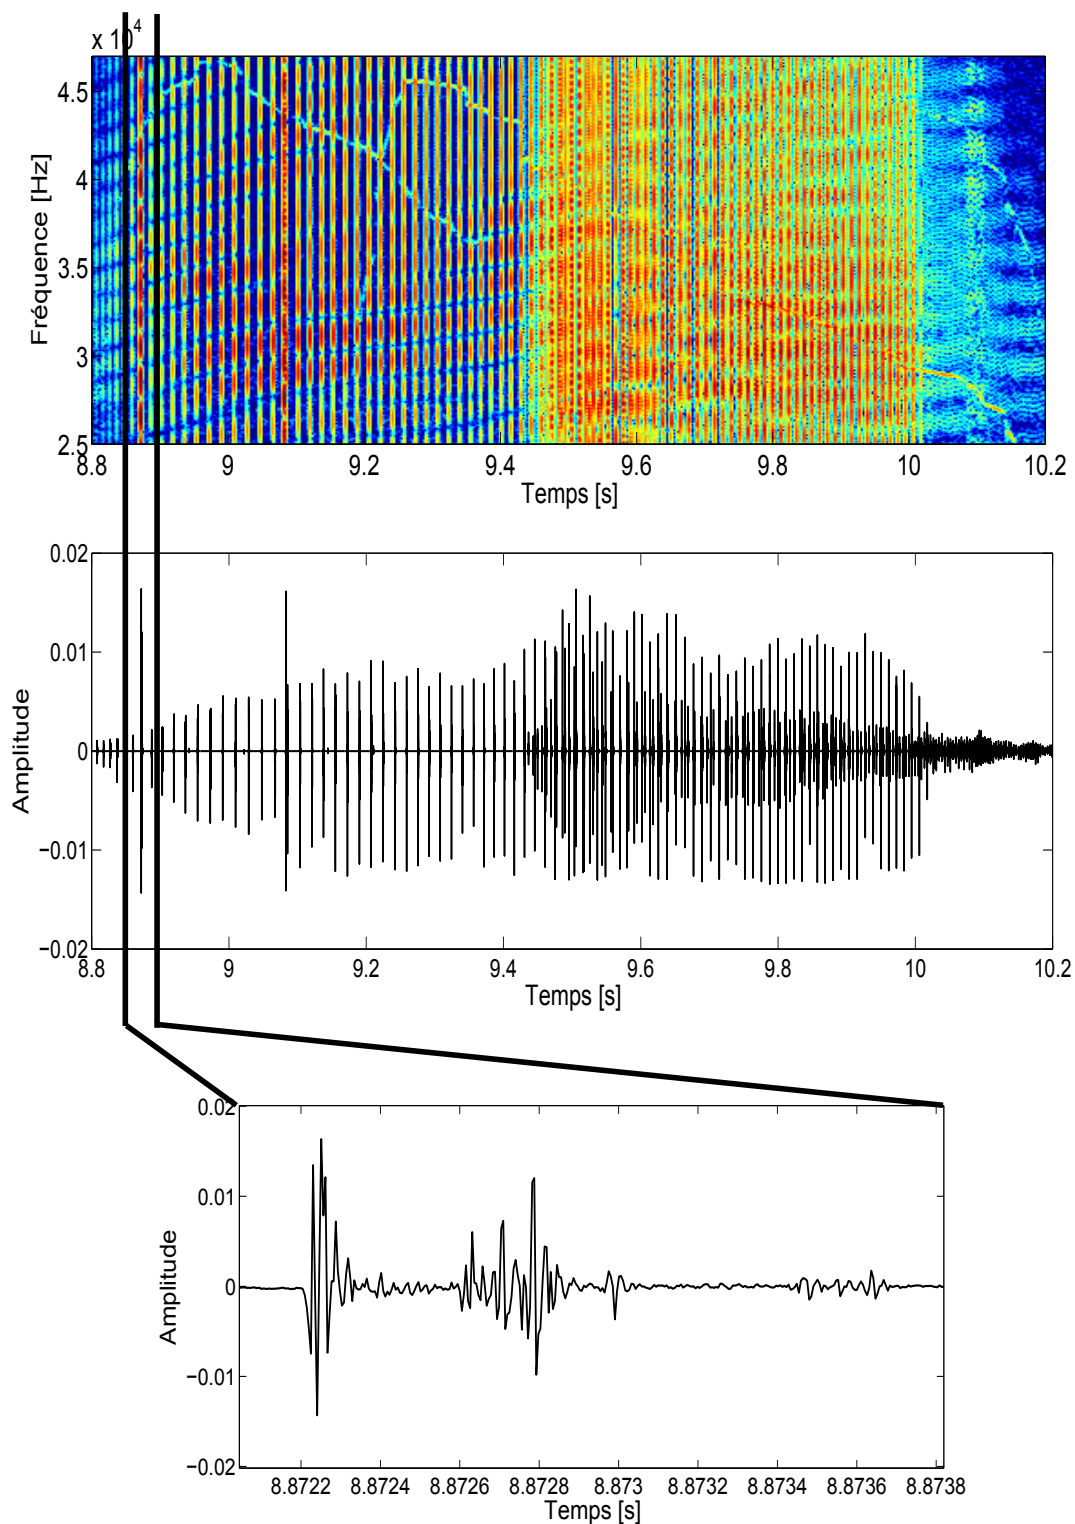 x 10^4
4.5
4
3.5
3
2.5
Fréquence [Hz]
8.8 9 9.2 9.4 9.6 9.8 10 10.2
Temps [s]
0.02
0.01
0
−0.01
−0.02
Amplitude
8.8 9 9.2 9.4 9.6 9.8 10 10.2
Temps [s]
0.02
0.01
0
−0.01
−0.02
Amplitude
8.8722 8.8724 8.8726 8.8728 8.873 8.8732 8.8734 8.8736 8.8738
Temps [s]